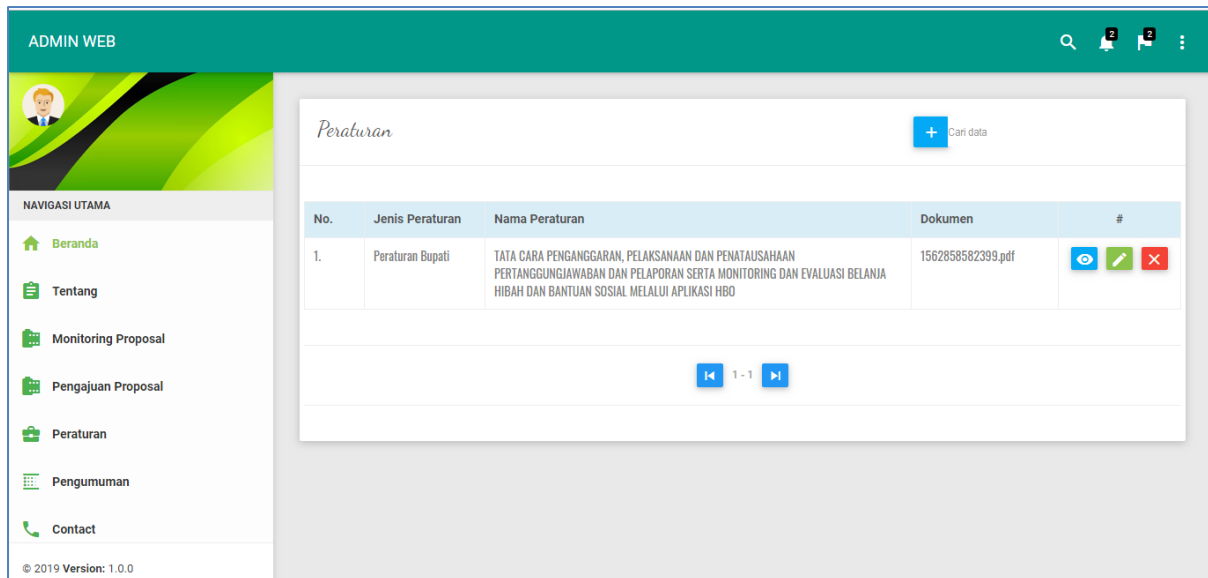 ADMIN WEB
2
2
NAVIGASI UTAMA
Beranda
Tentang
Monitoring Proposal
Pengajuan Proposal
Peraturan
Pengumuman
Contact
© 2019 Version: 1.0.0
Peraturan
Cari data
No. Jenis Peraturan Nama Peraturan Dokumen #
1. Peraturan Bupati TATA CARA PENGANGGARAN, PELAKSANAAN DAN PENATAUSAHAAN 1562858582399.pdf
PERTANGGUNGJAWABAN DAN PELAPORAN SERTA MONITORING DAN EVALUASI BELANJA
HIBAH DAN BANTUAN SOSIAL MELALUI APLIKASI HBO
1 - 1